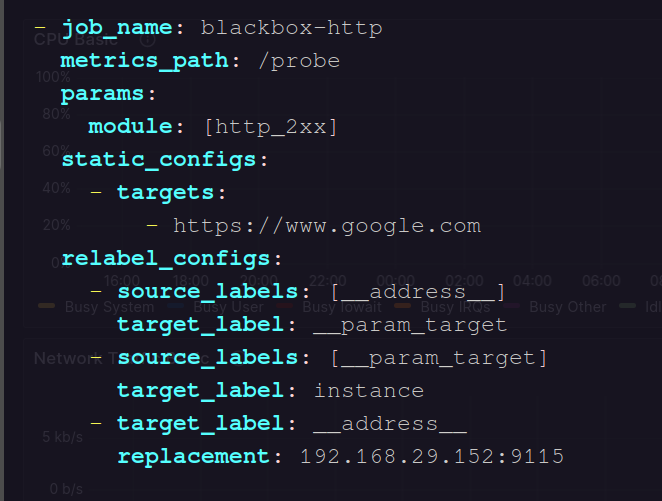 - job_name: blackbox-http
CPU Basic
metrics_path: /probe
100%
params:
80%
module: [http_2xx]
60%
static_configs:
40%
- targets:
20%
- https://www.google.com
relabel_configs:
16:00 18:00 20:00 22:00 00:00 02:00 04:00 06:00
- source_labels: [__address__]
Busy System Busy User Busy Iowait Busy IRQs Busy Other
target_label: __param_target
- source_labels: [__param_target]
target_label: instance
- target_label: __address__
5 kb/s
replacement: 192.168.29.152:9115
0 b/s